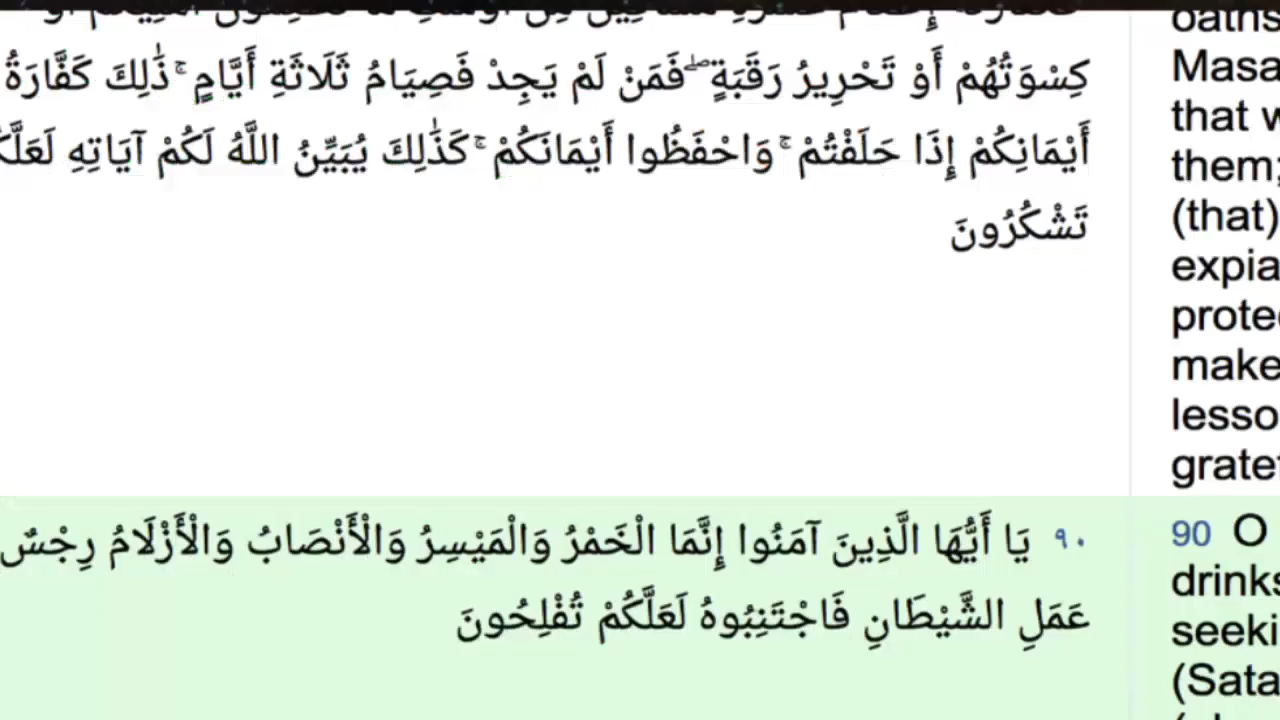 كِسْوَتُهُمْ أَوْ تَحْرِيرُ رَقَبَةٍ ۖ فَمَنْ لَمْ يَجِدْ فَصِيَامُ ثَلَاثَةِ أَيَّامٍ ۚ ذَٰلِكَ كَفَّارَةُ
أَيْمَانِكُمْ إِذَا حَلَفْتُمْ ۚ وَاحْفَظُوا أَيْمَانَكُمْ ۚ كَذَٰلِكَ يُبَيِّنُ اللَّهُ لَكُمْ آيَاتِهِ لَعَلَّكُ
تَشْكُرُونَ
٩٠ يَا أَيُّهَا الَّذِينَ آمَنُوا إِنَّمَا الْخَمْرُ وَالْمَيْسِرُ وَالْأَنْصَابُ وَالْأَزْلَامُ رِجْسٌ
عَمَلِ الشَّيْطَانِ فَاجْتَنِبُوهُ لَعَلَّكُمْ تُفْلِحُونَ
oaths
Masa
that w
them;
(that)
expia
prote
make
lesso
grate
90 O
drinks
seeki
(Sata